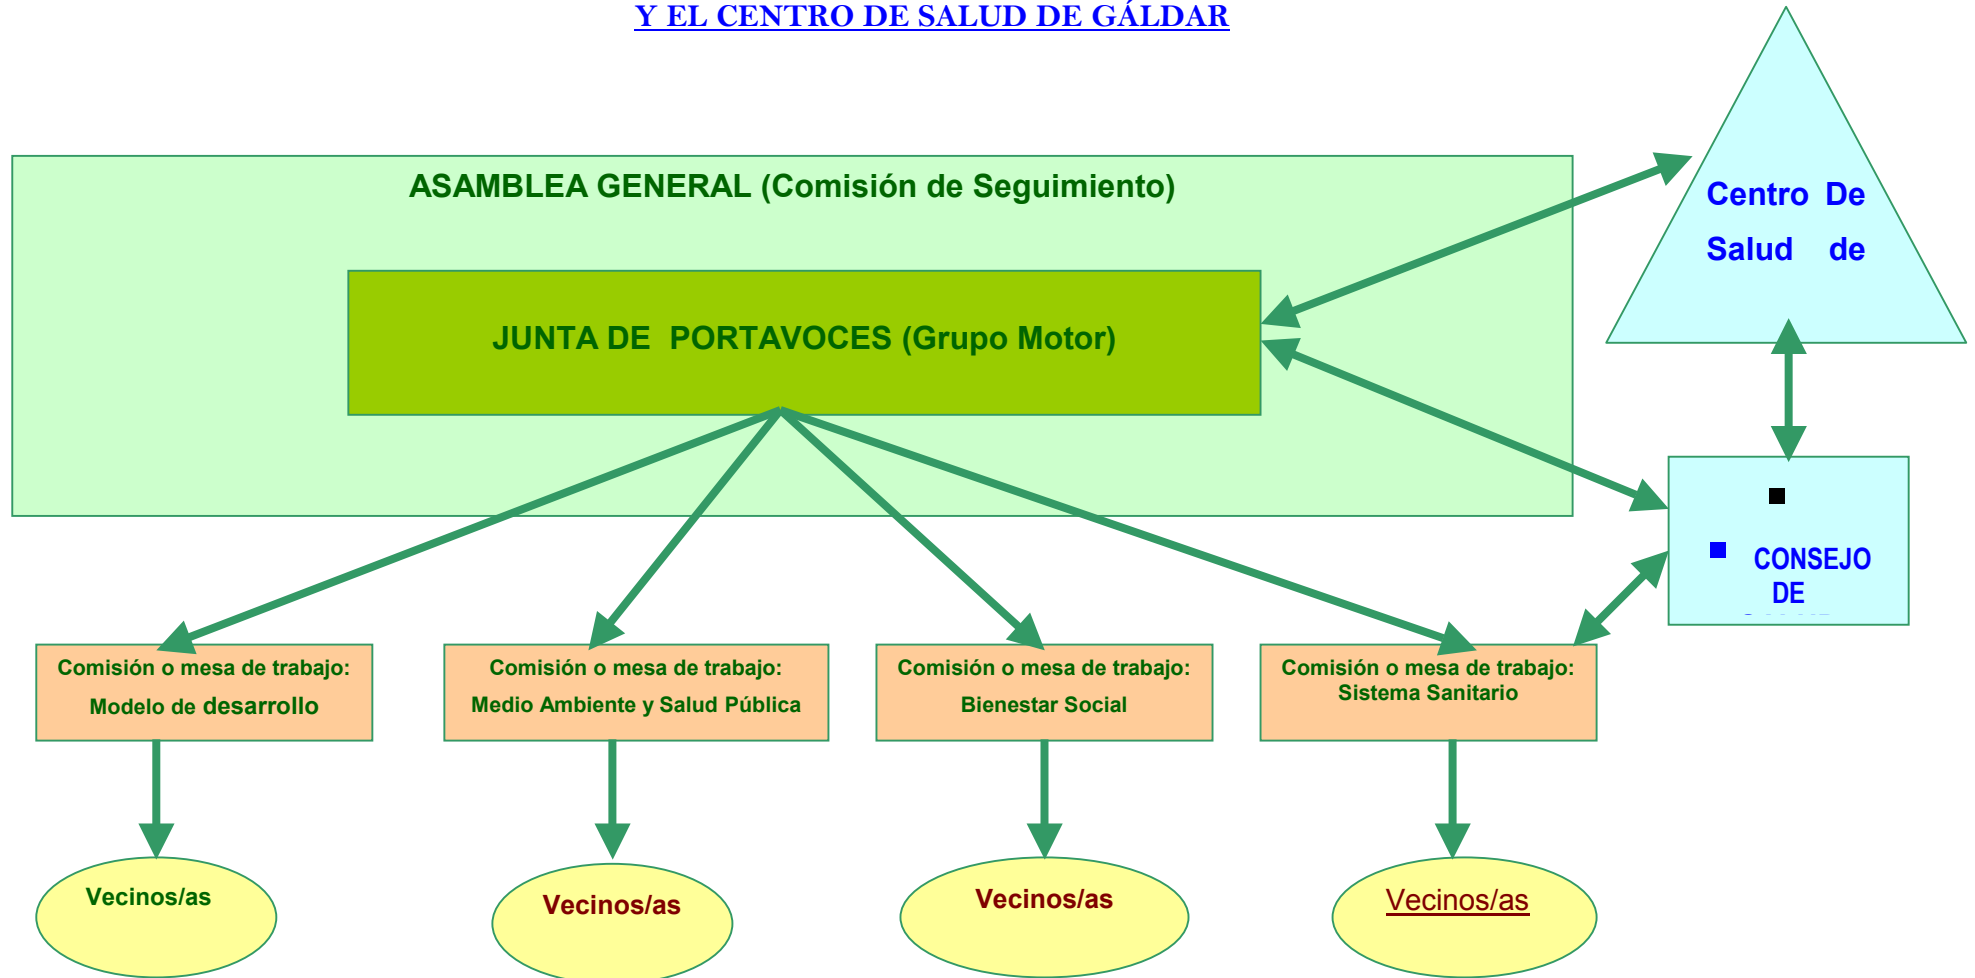 Y EL CENTRO DE SALUD DE GÁLDAR
ASAMBLEA GENERAL (Comisión de Seguimiento)
Centro De
Salud de
JUNTA DE PORTAVOCES (Grupo Motor)
CONSEJO
DE
Comisión o mesa de trabajo:
Modelo de desarrollo
Comisión o mesa de trabajo:
Medio Ambiente y Salud Pública
Comisión o mesa de trabajo:
Bienestar Social
Comisión o mesa de trabajo:
Sistema Sanitario
Vecinos/as
Vecinos/as
Vecinos/as
Vecinos/as